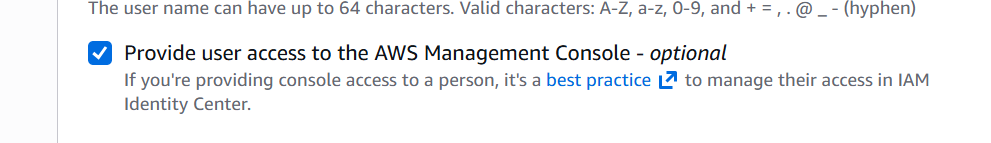 The user name can have up to 64 characters. Valid characters: A-Z, a-z, 0-9, and + = , . @ _ - (hyphen)
Provide user access to the AWS Management Console - optional
If you're providing console access to a person, it's a best practice to manage their access in IAM
Identity Center.